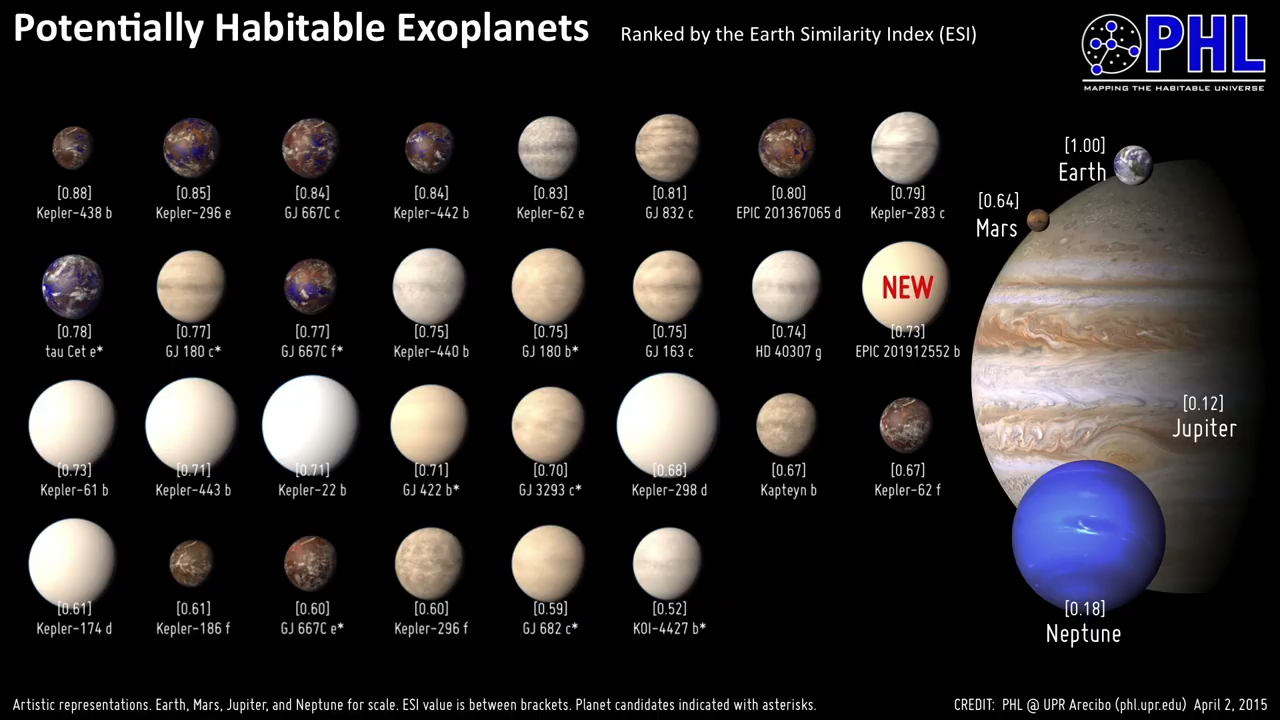 Potentially Habitable Exoplanets Ranked by the Earth Similarity Index (ESI)
PHL
MAPPING THE HABITABLE UNIVERSE
[0.88]
Kepler-438 b
[0.85]
Kepler-296 e
[0.84]
GJ 667C c
[0.84]
Kepler-442 b
[0.83]
Kepler-62 e
[0.81]
GJ 832 c
[0.80]
EPIC 201367065 d
[0.79]
Kepler-283 c
[0.78]
tau Cet e*
[0.77]
GJ 180 c*
[0.77]
GJ 667C f*
[0.75]
Kepler-440 b
[0.75]
GJ 180 b*
[0.75]
GJ 163 c
[0.74]
HD 40307 g
NEW
[0.73]
EPIC 201912552 b
[0.73]
Kepler-61 b
[0.71]
Kepler-443 b
[0.71]
Kepler-22 b
[0.71]
GJ 422 b*
[0.70]
GJ 3293 c*
[0.68]
Kepler-298 d
[0.67]
Kapteyn b
[0.67]
Kepler-62 f
[0.61]
Kepler-174 d
[0.61]
Kepler-186 f
[0.60]
GJ 667C e*
[0.60]
Kepler-296 f
[0.59]
GJ 682 c*
[0.52]
KOI-4427 b*
[1.00]
Earth
[0.64]
Mars
[0.12]
Jupiter
[0.18]
Neptune
Artistic representations. Earth, Mars, Jupiter, and Neptune for scale. ESI value is between brackets. Planet candidates indicated with asterisks.
CREDIT: PHL @ UPR Arecibo (phl.upr.edu) April 2, 2015